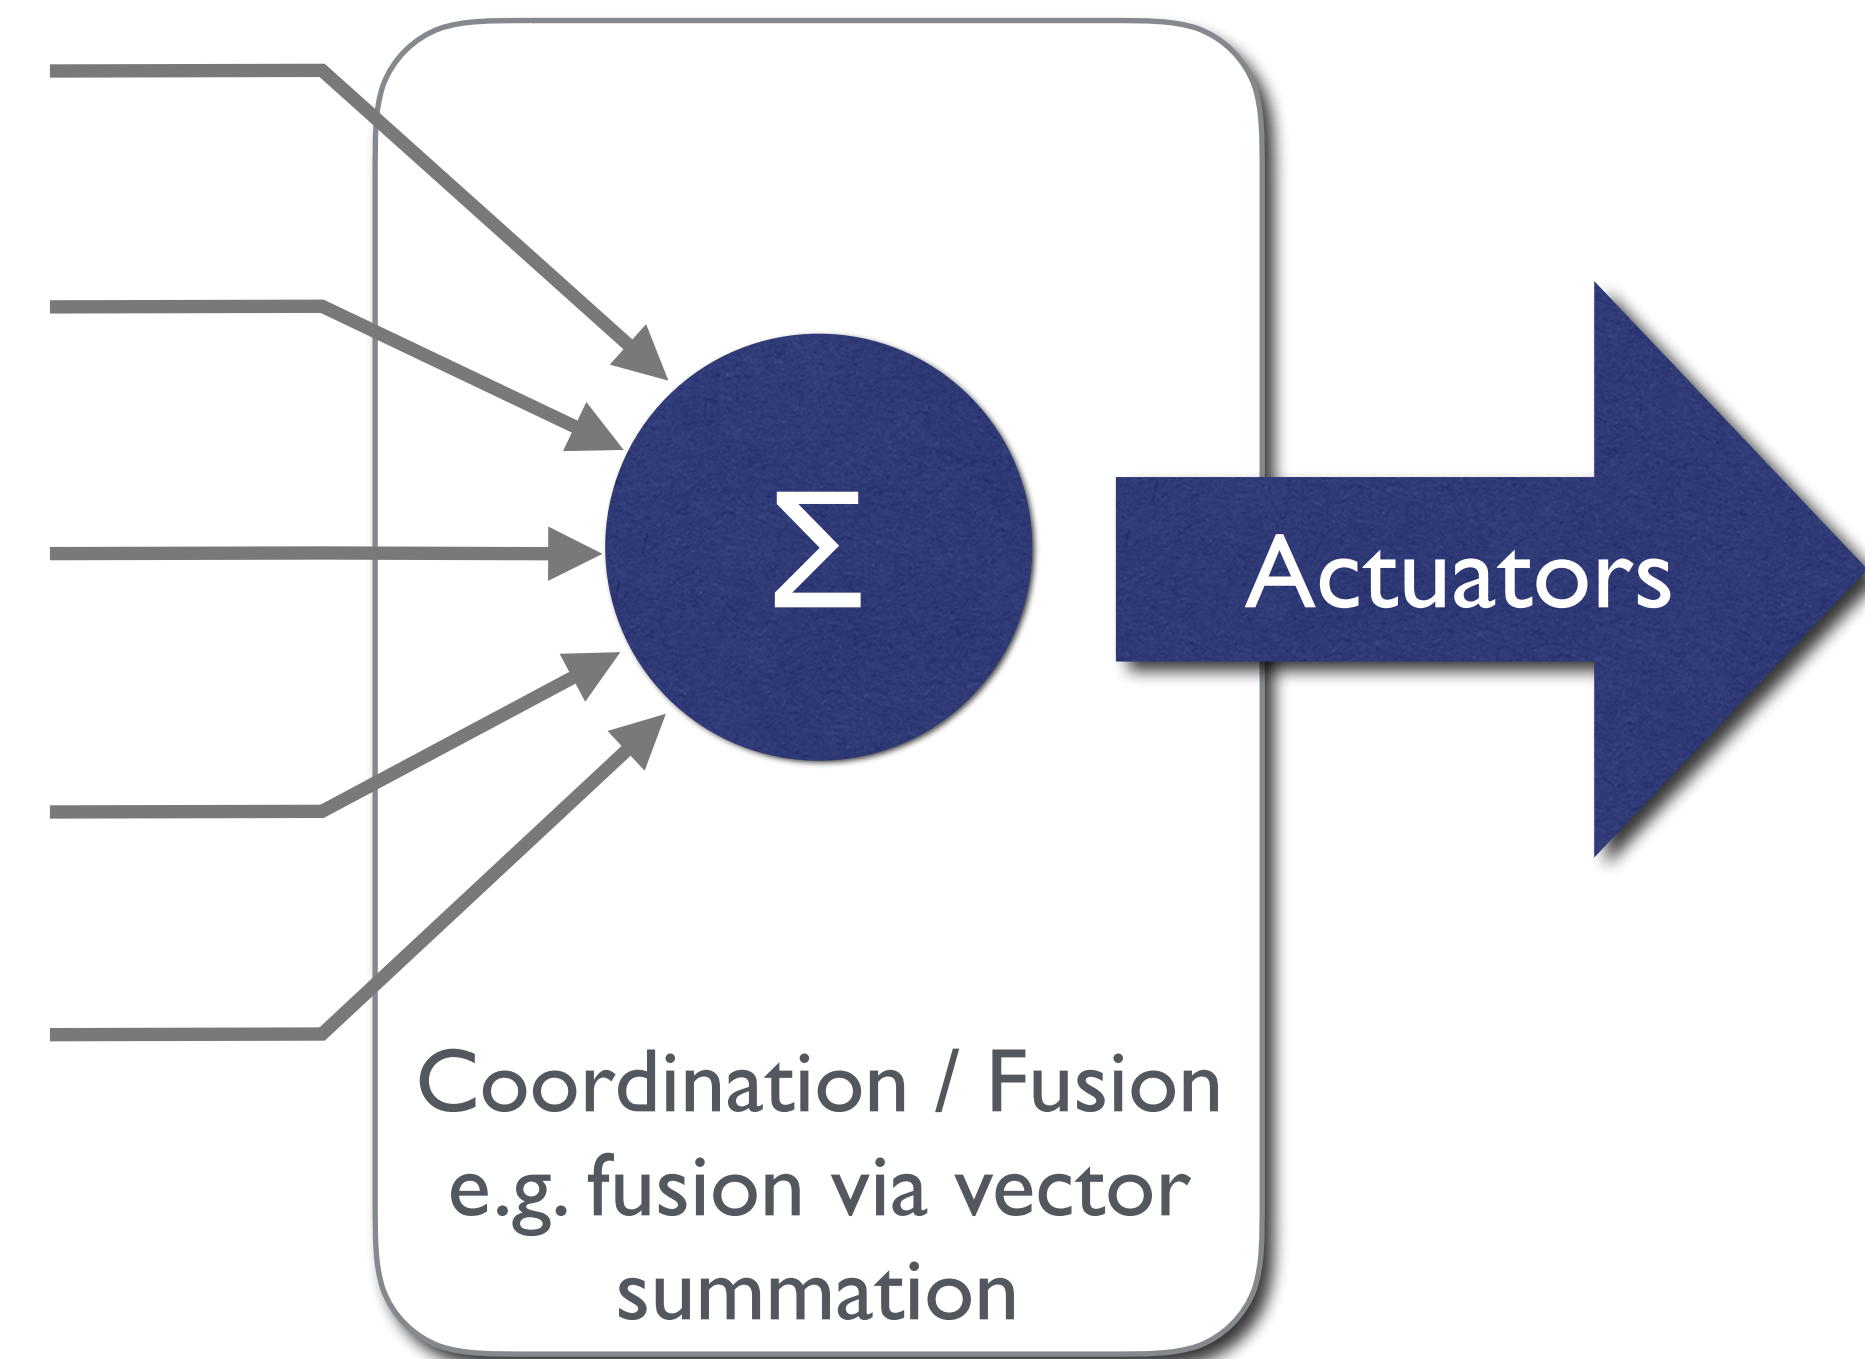 Σ
Actuators
Coordination / Fusion
e.g. fusion via vector
summation